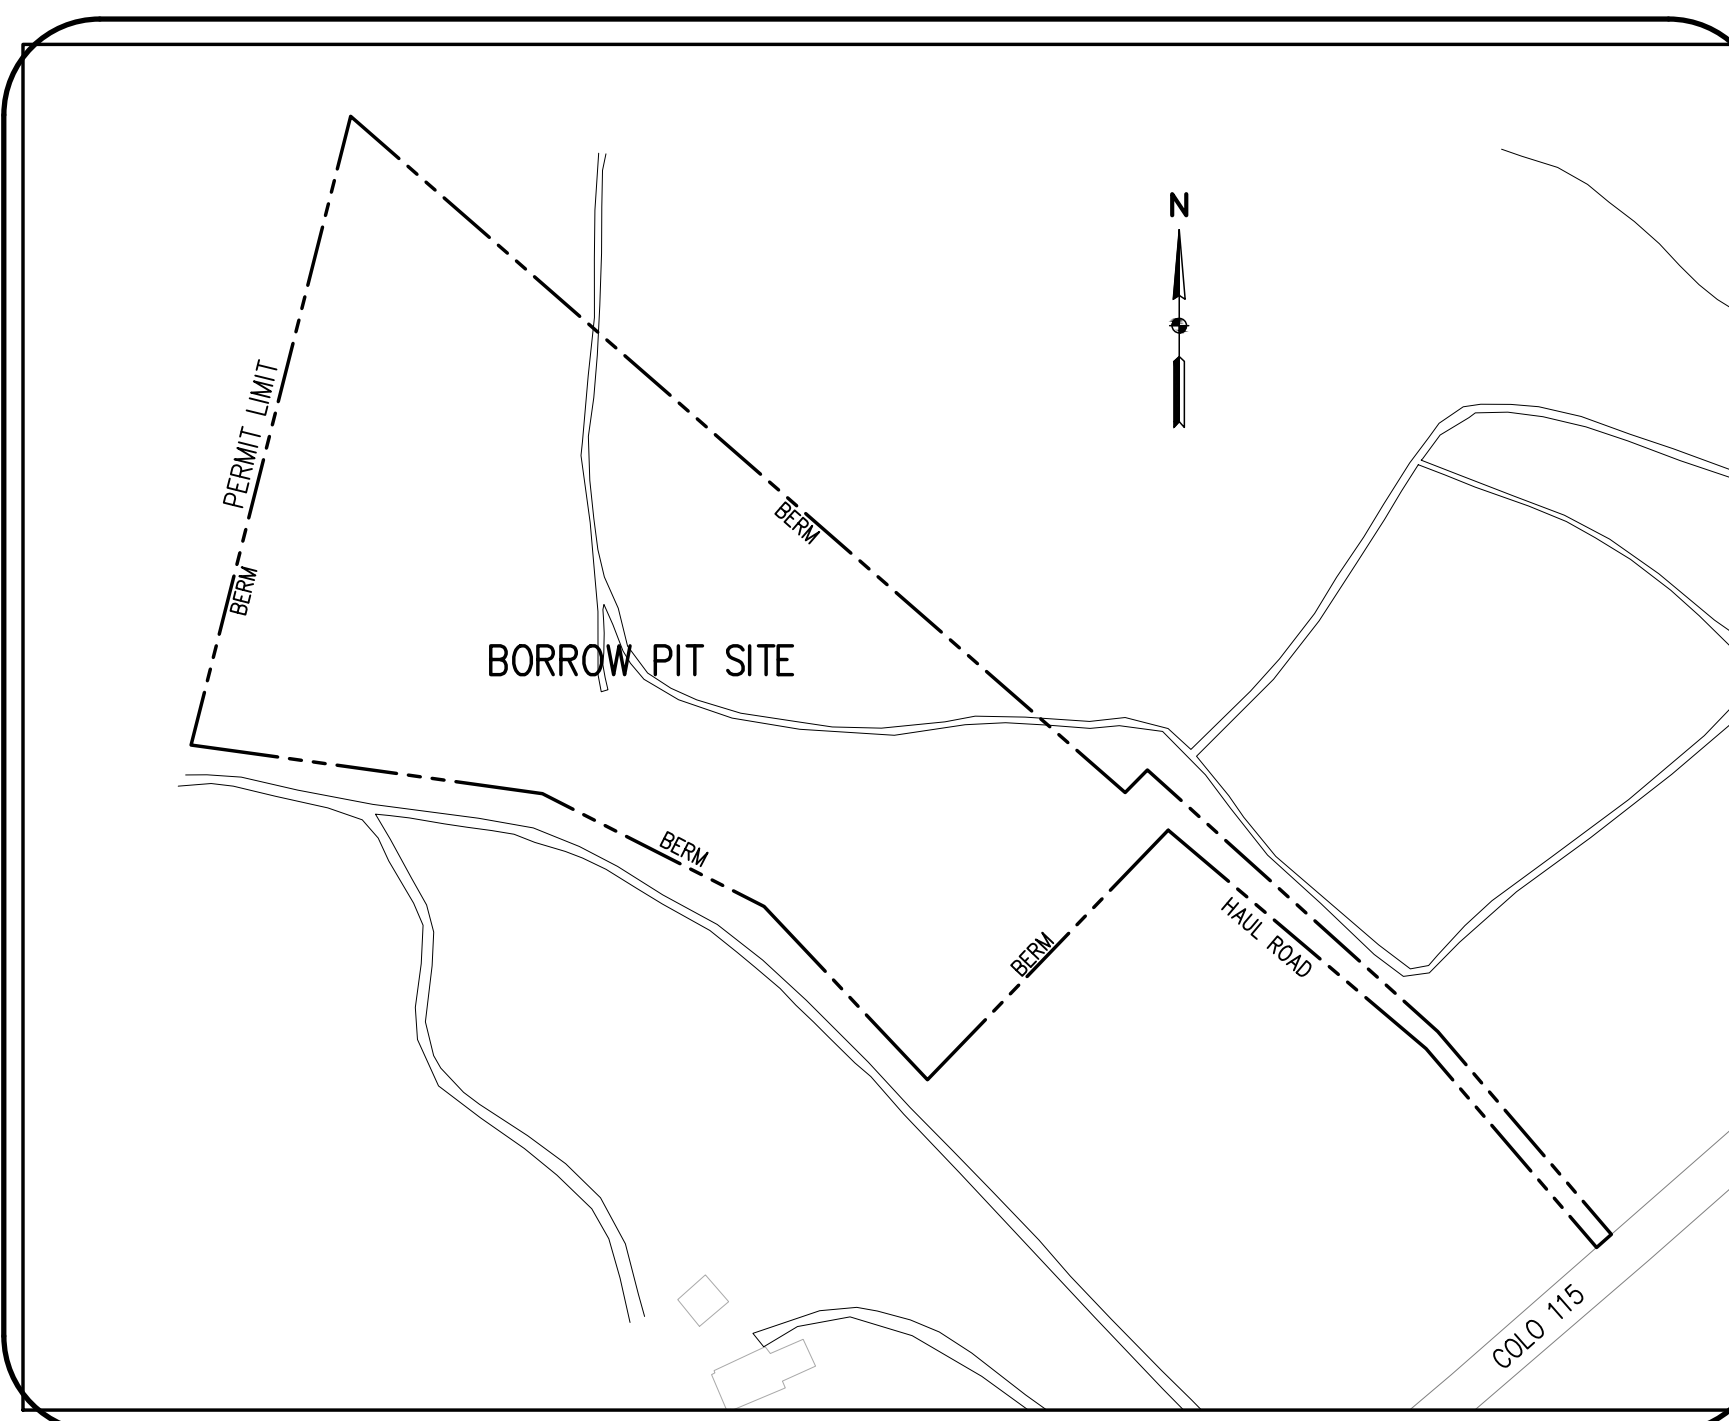 N
PERMIT LIMIT
BERM
BERM
BORROW PIT SITE
BERM
BERM
HAUL ROAD
COLO 115